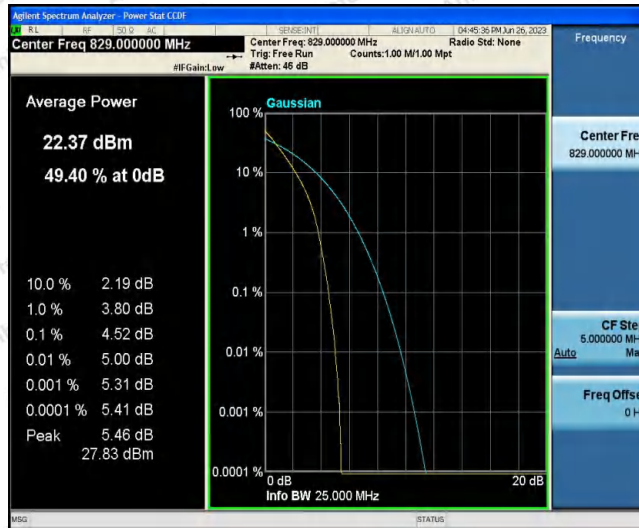 Agilent Spectrum Analyzer - Power Stat CCDF
RL RF 50 Ω AC SENSE:INT ALIGN AUTO 04:45:36 PM Jun 26, 2023
Center Freq 829.000000 MHz
Center Freq: 829.000000 MHz Radio Std: None
Trig: Free Run Counts:1.00 M/1.00 Mpt
#IFGain:Low #Atten: 46 dB
Frequency
Average Power
22.37 dBm
49.40 % at 0dB
10.0 % 2.19 dB
1.0 % 3.80 dB
0.1 % 4.52 dB
0.01 % 5.00 dB
0.001 % 5.31 dB
0.0001 % 5.41 dB
Peak 5.46 dB
27.83 dBm
Gaussian
100 %
10 %
1 %
0.1 %
0.01 %
0.001 %
0.0001 %
0 dB 20 dB
Info BW 25.000 MHz
Center Fre
829.000000 MH
CF Ste
5.000000 MH
Auto Ma
Freq Offse
0 H
MSG STATUS